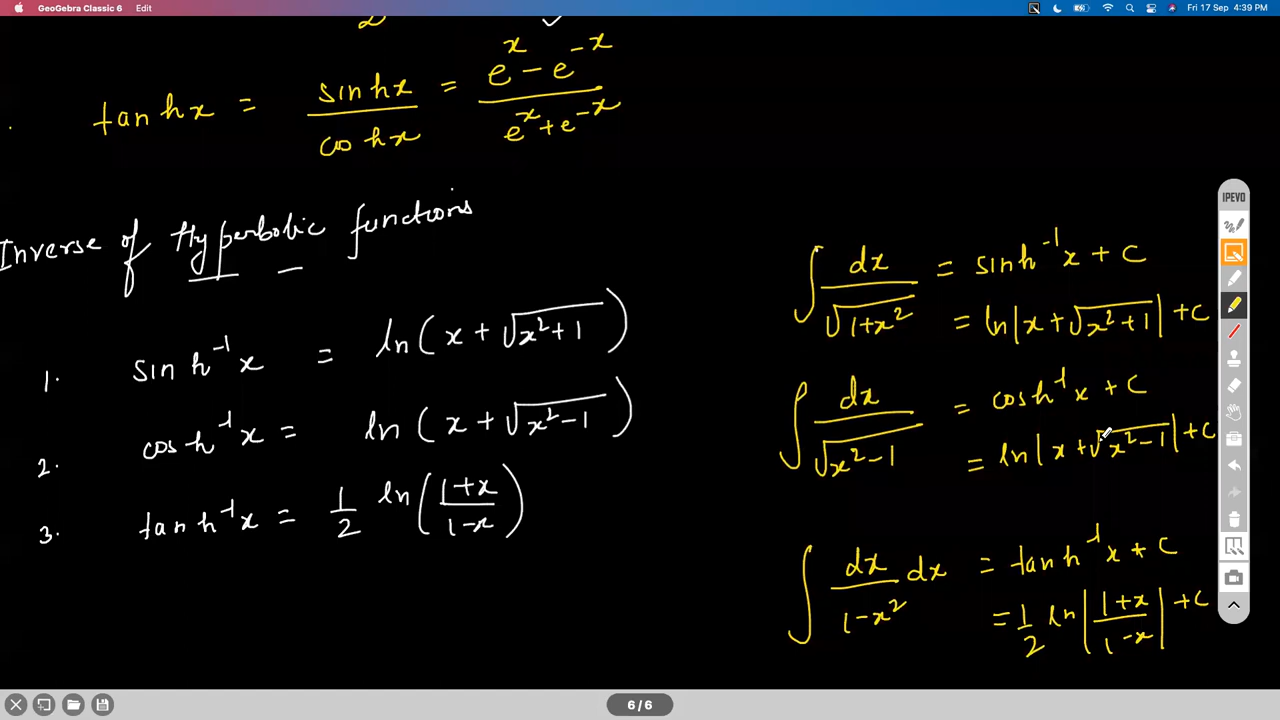 GeoGebra Classic 6 Edit Fri 17 Sep 4:39 PM
tanhx = sinhx / coshx = (e^x − e^−x) / (e^x + e^−x)
Inverse of Hyperbolic functions
1. sinh^−1 x = ln(x + √(x²+1))
2. cosh^−1 x = ln(x + √(x²−1))
3. tanh^−1 x = 1/2 ln((1+x)/(1−x))
∫ dx/√(1+x²) = sinh^−1 x + C
= ln|x + √(x²+1)| + C
∫ dx/√(x²−1) = cosh^−1 x + C
= ln|x + √(x²−1)| + C
∫ dx/(1−x²) dx = tanh^−1 x + C
= 1/2 ln|(1+x)/(1−x)| + C
IPEVO
6 / 6